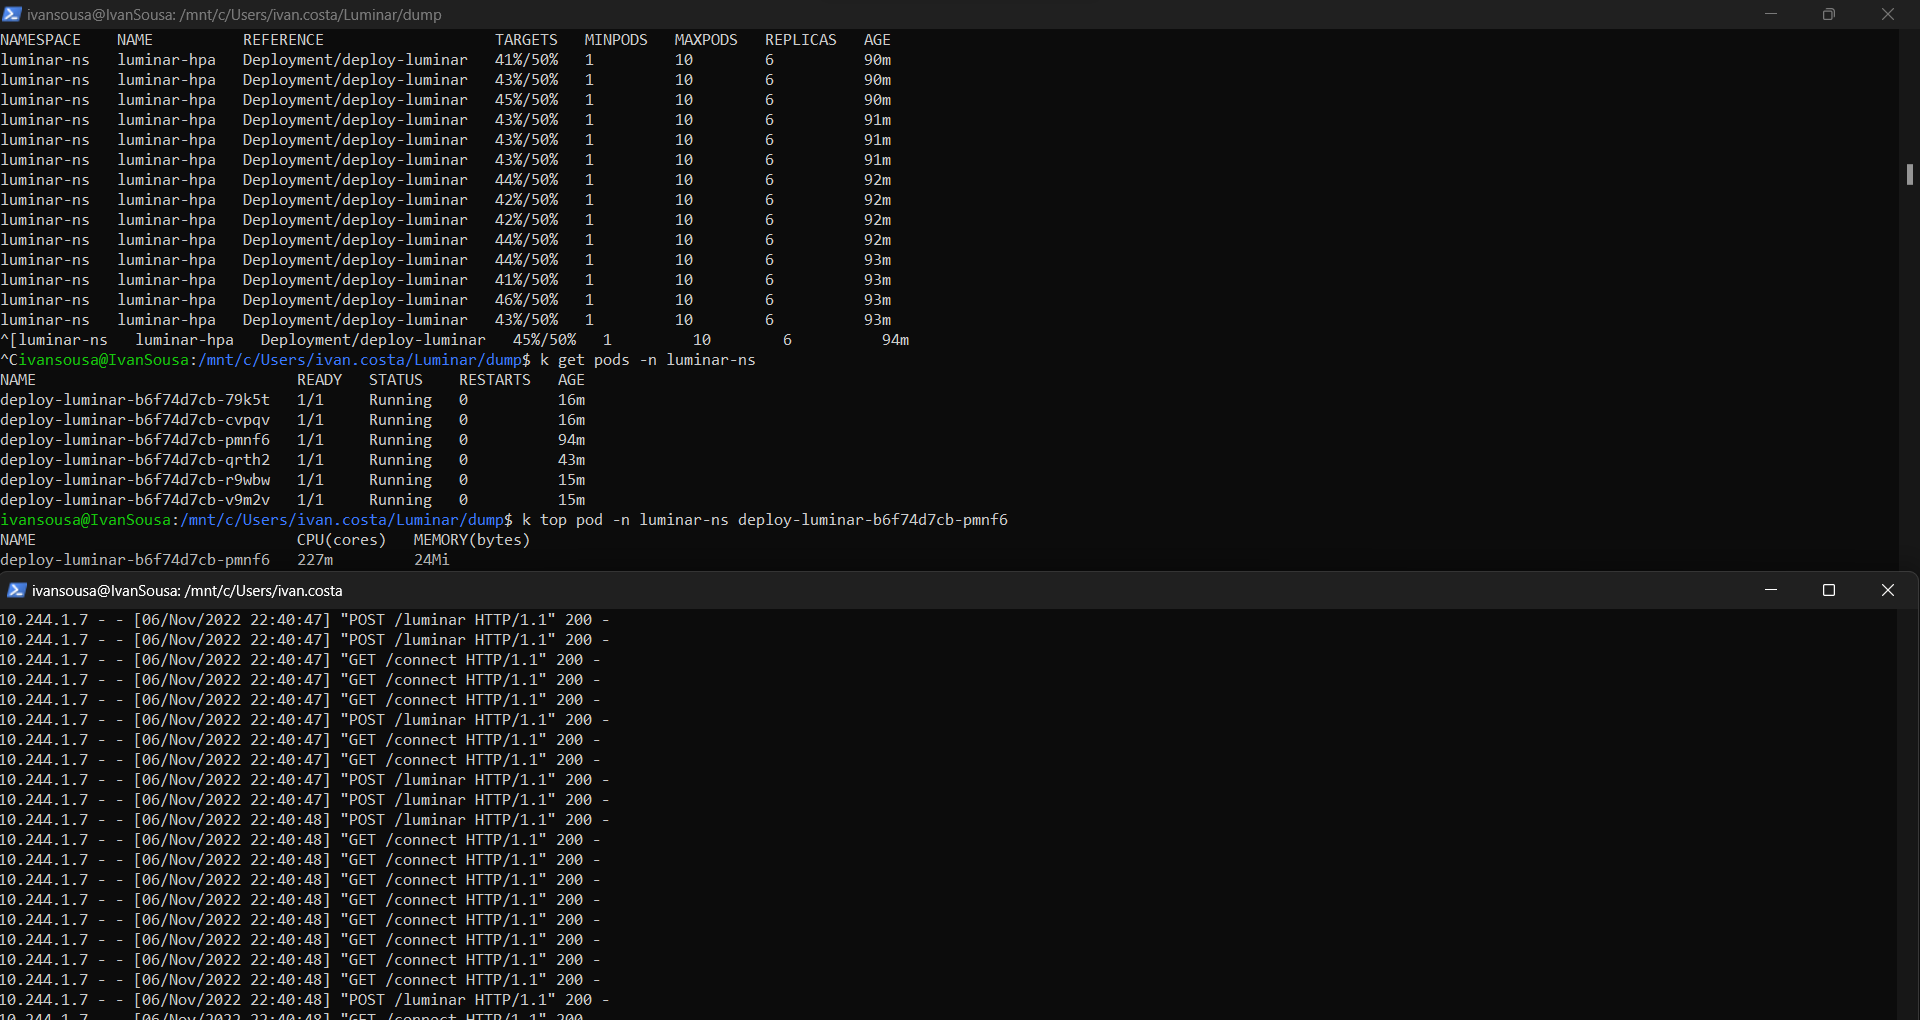 ivansousa@IvanSousa: /mnt/c/Users/ivan.costa/Luminar/dump
NAMESPACE    NAME          REFERENCE                   TARGETS   MINPODS   MAXPODS   REPLICAS   AGE
luminar-ns   luminar-hpa   Deployment/deploy-luminar   41%/50%   1         10        6          90m
luminar-ns   luminar-hpa   Deployment/deploy-luminar   43%/50%   1         10        6          90m
luminar-ns   luminar-hpa   Deployment/deploy-luminar   45%/50%   1         10        6          90m
luminar-ns   luminar-hpa   Deployment/deploy-luminar   43%/50%   1         10        6          91m
luminar-ns   luminar-hpa   Deployment/deploy-luminar   43%/50%   1         10        6          91m
luminar-ns   luminar-hpa   Deployment/deploy-luminar   43%/50%   1         10        6          91m
luminar-ns   luminar-hpa   Deployment/deploy-luminar   44%/50%   1         10        6          92m
luminar-ns   luminar-hpa   Deployment/deploy-luminar   42%/50%   1         10        6          92m
luminar-ns   luminar-hpa   Deployment/deploy-luminar   42%/50%   1         10        6          92m
luminar-ns   luminar-hpa   Deployment/deploy-luminar   44%/50%   1         10        6          92m
luminar-ns   luminar-hpa   Deployment/deploy-luminar   44%/50%   1         10        6          93m
luminar-ns   luminar-hpa   Deployment/deploy-luminar   41%/50%   1         10        6          93m
luminar-ns   luminar-hpa   Deployment/deploy-luminar   46%/50%   1         10        6          93m
luminar-ns   luminar-hpa   Deployment/deploy-luminar   43%/50%   1         10        6          93m
^[luminar-ns   luminar-hpa   Deployment/deploy-luminar   45%/50%   1         10        6          94m
^Civansousa@IvanSousa:/mnt/c/Users/ivan.costa/Luminar/dump$ k get pods -n luminar-ns
NAME                             READY   STATUS    RESTARTS   AGE
deploy-luminar-b6f74d7cb-79k5t   1/1     Running   0          16m
deploy-luminar-b6f74d7cb-cvpqv   1/1     Running   0          16m
deploy-luminar-b6f74d7cb-pmnf6   1/1     Running   0          94m
deploy-luminar-b6f74d7cb-qrth2   1/1     Running   0          43m
deploy-luminar-b6f74d7cb-r9wbw   1/1     Running   0          15m
deploy-luminar-b6f74d7cb-v9m2v   1/1     Running   0          15m
ivansousa@IvanSousa:/mnt/c/Users/ivan.costa/Luminar/dump$ k top pod -n luminar-ns deploy-luminar-b6f74d7cb-pmnf6
NAME                             CPU(cores)   MEMORY(bytes)
deploy-luminar-b6f74d7cb-pmnf6   227m         24Mi
ivansousa@IvanSousa: /mnt/c/Users/ivan.costa
10.244.1.7 - - [06/Nov/2022 22:40:47] "POST /luminar HTTP/1.1" 200 -
10.244.1.7 - - [06/Nov/2022 22:40:47] "POST /luminar HTTP/1.1" 200 -
10.244.1.7 - - [06/Nov/2022 22:40:47] "GET /connect HTTP/1.1" 200 -
10.244.1.7 - - [06/Nov/2022 22:40:47] "GET /connect HTTP/1.1" 200 -
10.244.1.7 - - [06/Nov/2022 22:40:47] "GET /connect HTTP/1.1" 200 -
10.244.1.7 - - [06/Nov/2022 22:40:47] "POST /luminar HTTP/1.1" 200 -
10.244.1.7 - - [06/Nov/2022 22:40:47] "GET /connect HTTP/1.1" 200 -
10.244.1.7 - - [06/Nov/2022 22:40:47] "GET /connect HTTP/1.1" 200 -
10.244.1.7 - - [06/Nov/2022 22:40:47] "POST /luminar HTTP/1.1" 200 -
10.244.1.7 - - [06/Nov/2022 22:40:47] "POST /luminar HTTP/1.1" 200 -
10.244.1.7 - - [06/Nov/2022 22:40:48] "POST /luminar HTTP/1.1" 200 -
10.244.1.7 - - [06/Nov/2022 22:40:48] "GET /connect HTTP/1.1" 200 -
10.244.1.7 - - [06/Nov/2022 22:40:48] "GET /connect HTTP/1.1" 200 -
10.244.1.7 - - [06/Nov/2022 22:40:48] "GET /connect HTTP/1.1" 200 -
10.244.1.7 - - [06/Nov/2022 22:40:48] "GET /connect HTTP/1.1" 200 -
10.244.1.7 - - [06/Nov/2022 22:40:48] "GET /connect HTTP/1.1" 200 -
10.244.1.7 - - [06/Nov/2022 22:40:48] "GET /connect HTTP/1.1" 200 -
10.244.1.7 - - [06/Nov/2022 22:40:48] "GET /connect HTTP/1.1" 200 -
10.244.1.7 - - [06/Nov/2022 22:40:48] "GET /connect HTTP/1.1" 200 -
10.244.1.7 - - [06/Nov/2022 22:40:48] "POST /luminar HTTP/1.1" 200 -
10.244.1.7 - - [06/Nov/2022 22:40:48] "GET /connect HTTP/1.1" 200